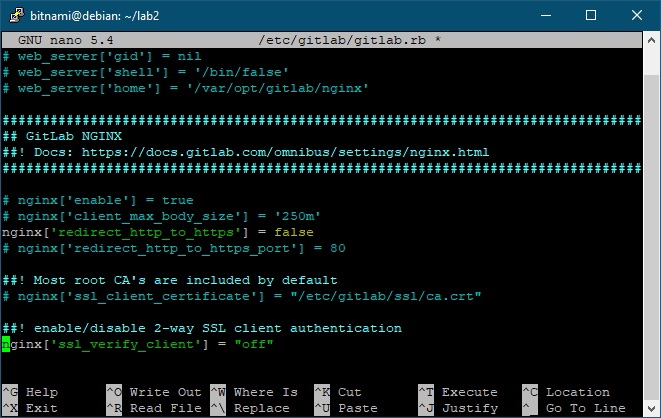 bitnami@debian: ~/lab2
GNU nano 5.4 /etc/gitlab/gitlab.rb *
# web_server['gid'] = nil
# web_server['shell'] = '/bin/false'
# web_server['home'] = '/var/opt/gitlab/nginx'
################################################################################
## GitLab NGINX
##! Docs: https://docs.gitlab.com/omnibus/settings/nginx.html
################################################################################
# nginx['enable'] = true
# nginx['client_max_body_size'] = '250m'
nginx['redirect_http_to_https'] = false
# nginx['redirect_http_to_https_port'] = 80
##! Most root CA's are included by default
# nginx['ssl_client_certificate'] = "/etc/gitlab/ssl/ca.crt"
##! enable/disable 2-way SSL client authentication
nginx['ssl_verify_client'] = "off"
^G Help ^O Write Out ^W Where Is ^K Cut ^T Execute ^C Location
^X Exit ^R Read File ^\ Replace ^U Paste ^J Justify ^_ Go To Line